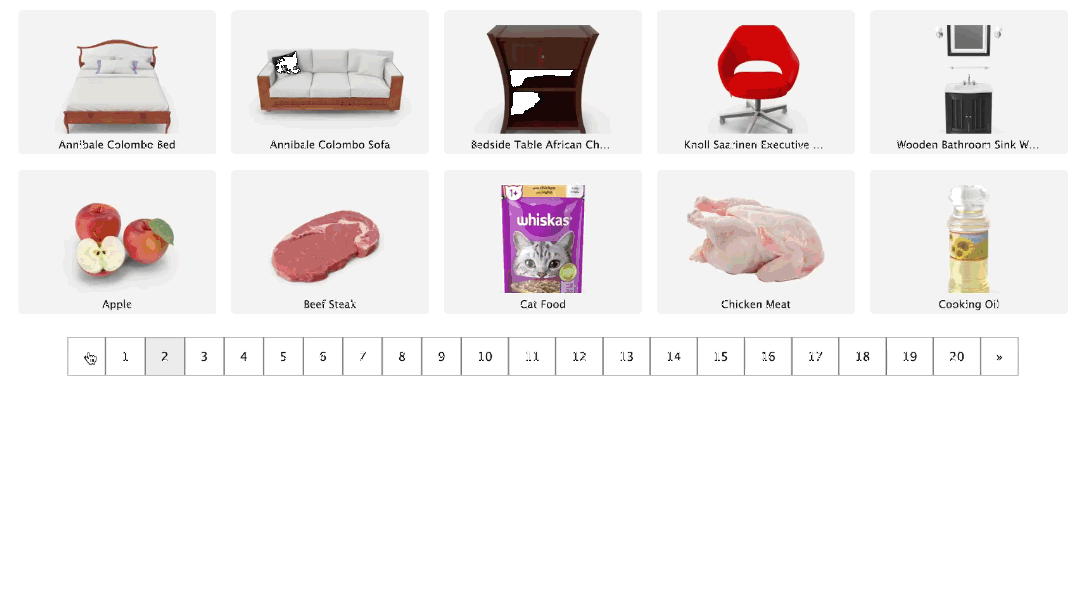 Annibale Colombo Bed
Annibale Colombo Sofa
Bedside Table African Ch...
Knoll Saarinen Executive ...
Wooden Bathroom Sink W...
1+
whiskas
Apple
Beef Steak
Cat Food
Chicken Meat
Cooking Oil
1 2 3 4 5 6 7 8 9 10 11 12 13 14 15 16 17 18 19 20 »